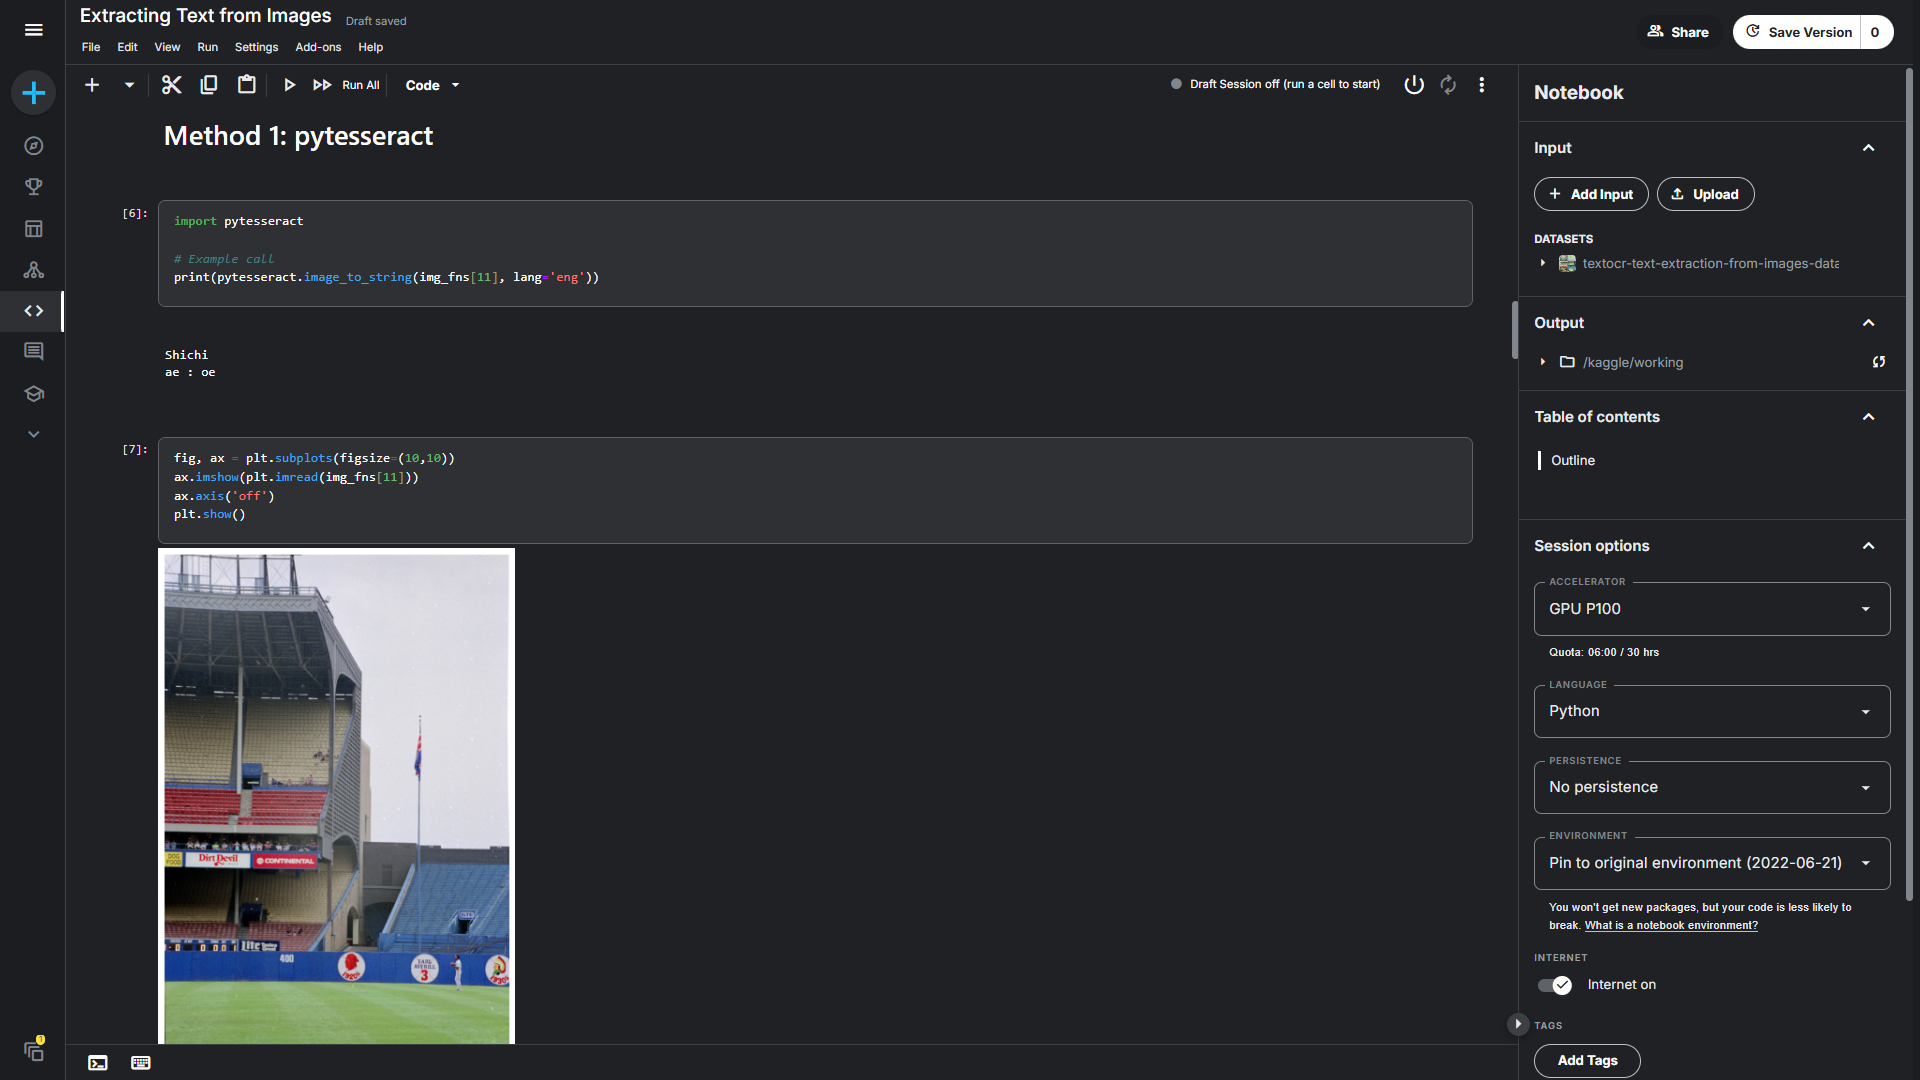 Extracting Text from Images
Draft saved
File
Edit
View
Run
Settings
Add-ons
Help
Share
Save Version
0
Run All
Code
Draft Session off (run a cell to start)
Method 1: pytesseract
[6]:
import pytesseract
# Example call
print(pytesseract.image_to_string(img_fns[11], lang='eng'))
Shichi
ae : oe
[7]:
fig, ax = plt.subplots(figsize=(10,10))
ax.imshow(plt.imread(img_fns[11]))
ax.axis('off')
plt.show()
DOG
FOOD
Dirt Devil
CONTINENTAL
Lite
400
EARL
AVERILL
3
Notebook
Input
Add Input
Upload
DATASETS
textocr-text-extraction-from-images-data
Output
/kaggle/working
Table of contents
Outline
Session options
ACCELERATOR
GPU P100
Quota: 06:00 / 30 hrs
LANGUAGE
Python
PERSISTENCE
No persistence
ENVIRONMENT
Pin to original environment (2022-06-21)
You won't get new packages, but your code is less likely to
break. What is a notebook environment?
INTERNET
Internet on
TAGS
Add Tags
1